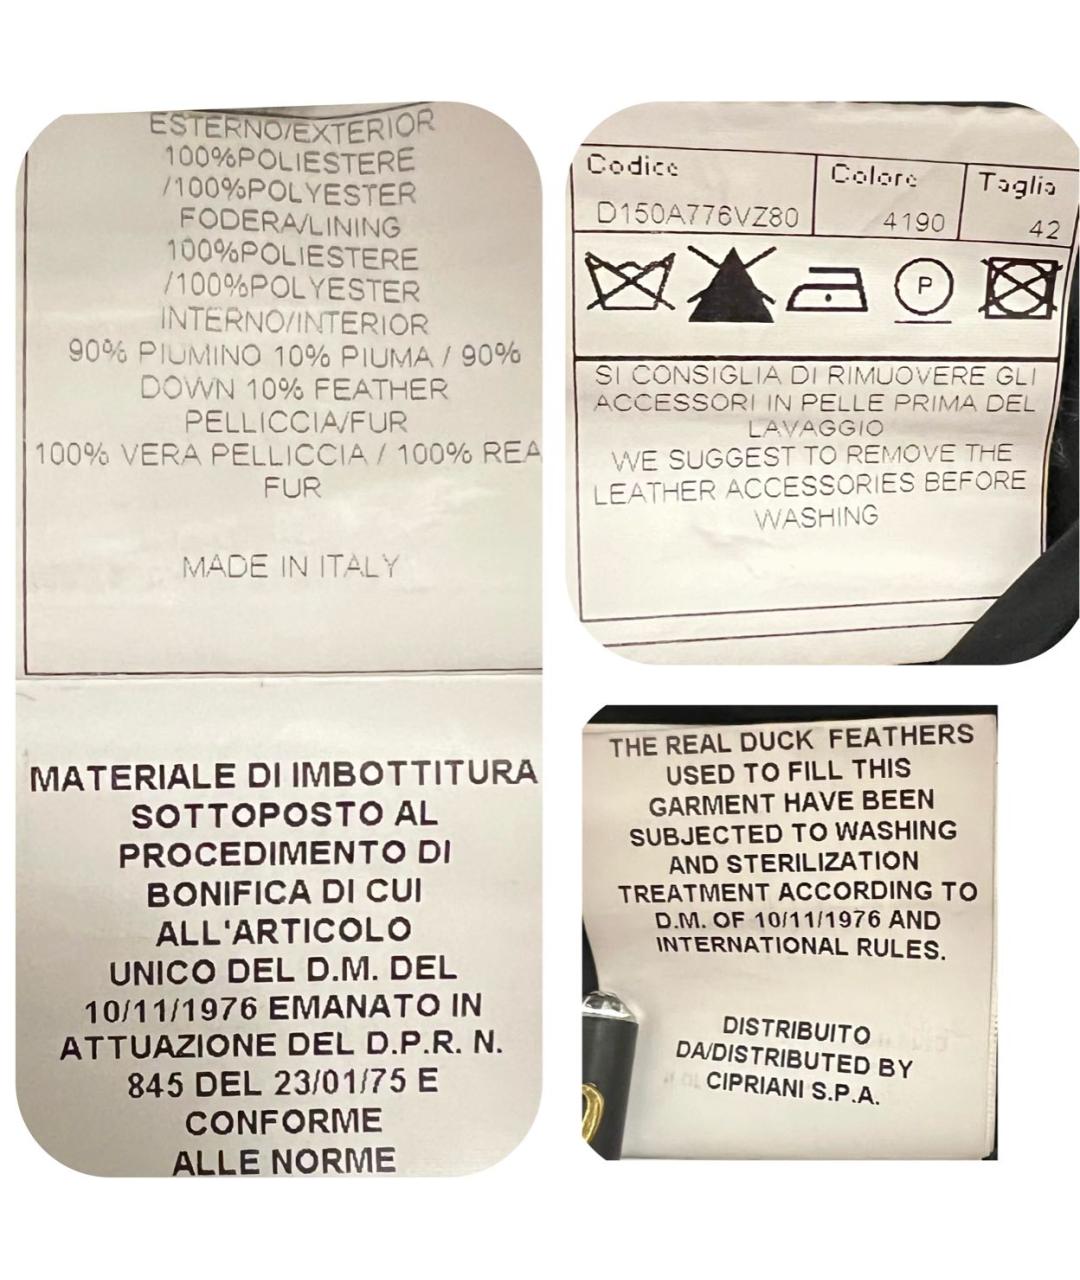 ESTERNO/EXTERIOR
100%POLIESTERE
/100%POLYESTER
FODERA/LINING
100%POLIESTERE
/100%POLYESTER
INTERNO/INTERIOR
90% PIUMINO 10% PIUMA / 90%
DOWN 10% FEATHER
PELLICCIA/FUR
100% VERA PELLICCIA / 100% REA
FUR
MADE IN ITALY
MATERIALE DI IMBOTTITURA
SOTTOPOSTO AL
PROCEDIMENTO DI
BONIFICA DI CUI
ALL'ARTICOLO
UNICO DEL D.M. DEL
10/11/1976 EMANATO IN
ATTUAZIONE DEL D.P.R. N.
845 DEL 23/01/75 E
CONFORME
ALLE NORME
Codice Colore Taglia
D150A776VZ80 4190 42
P
SI CONSIGLIA DI RIMUOVERE GLI
ACCESSORI IN PELLE PRIMA DEL
LAVAGGIO
WE SUGGEST TO REMOVE THE
LEATHER ACCESSORIES BEFORE
WASHING
THE REAL DUCK FEATHERS
USED TO FILL THIS
GARMENT HAVE BEEN
SUBJECTED TO WASHING
AND STERILIZATION
TREATMENT ACCORDING TO
D.M. OF 10/11/1976 AND
INTERNATIONAL RULES.
DISTRIBUITO
DA/DISTRIBUTED BY
CIPRIANI S.P.A.